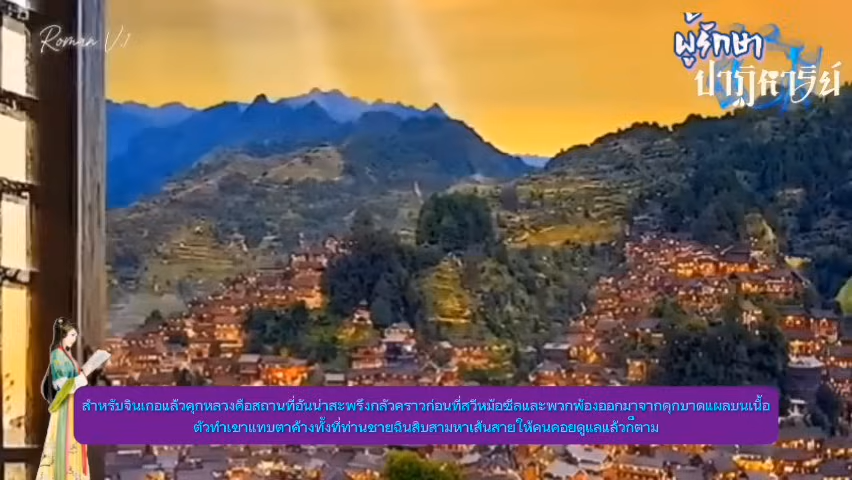 Roman V.1
ผู้รักษา
ปาฏิหาริย์
สำหรับจินเกอแล้วคุกหลวงคือสถานที่อันน่าสะพรึงกลัวคราวก่อนที่สวีหม้อซีลและพวกพ้องออกมาจากคุกบาดแผลบนเนื้อ
ตัวทำเขาแทบตาค้างทั้งที่ท่านชายฉินสิบสามหาเส้นสายให้คนคอยดูแลแล้วก็ตาม